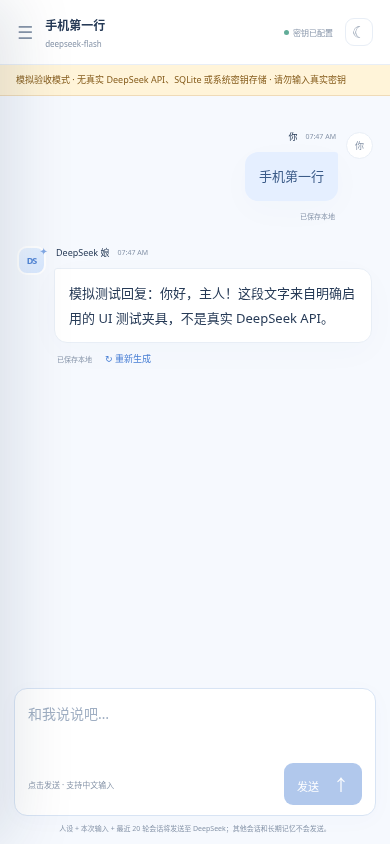 ☰ 手机第一行
deepseek-flash
密钥已配置
模拟验收模式 · 无真实 DeepSeek API、SQLite 或系统密钥存储 · 请勿输入真实密钥
你 07:47 AM
你
手机第一行
已保存本地
DS
DeepSeek 娘 07:47 AM
模拟测试回复：你好，主人！这段文字来自明确启
用的 UI 测试夹具，不是真实 DeepSeek API。
已保存本地 ↻ 重新生成
和我说说吧...
点击发送 · 支持中文输入
发送 ↑
人设 + 本次输入 + 最近 20 轮会话将发送至 DeepSeek；其他会话和长期记忆不会发送。